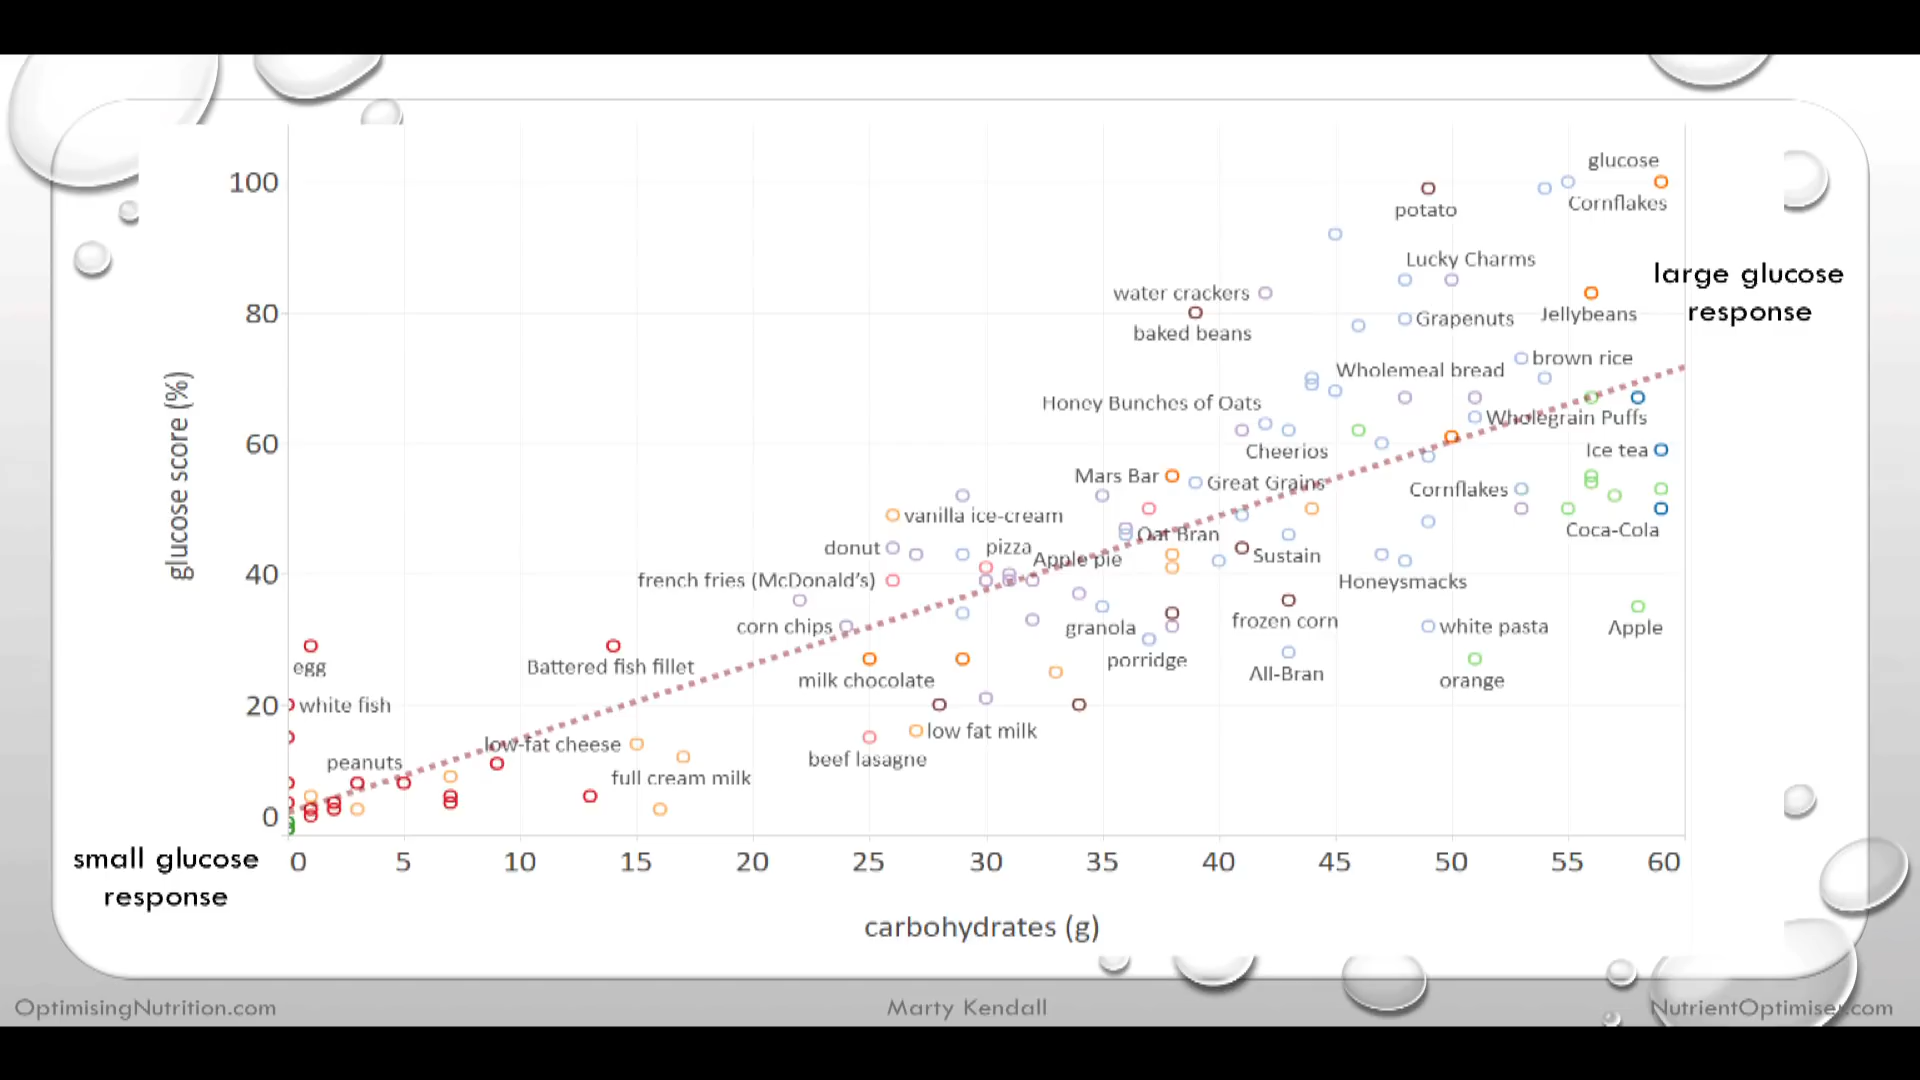 glucose
100
Cornflakes
potato
Lucky Charms
large glucose
response
water crackers
80
Grapenuts
Jellybeans
baked beans
brown rice
Wholemeal bread
glucose score (%)
Honey Bunches of Oats
Wholegrain Puffs
60
Cheerios
Ice tea
Mars Bar
Great Grains
Cornflakes
vanilla ice-cream
Coca-Cola
Oat Bran
donut
pizza
Apple pie
Sustain
40
french fries (McDonald's)
Honeysmacks
corn chips
granola
frozen corn
white pasta
Apple
egg
Battered fish fillet
porridge
All-Bran
milk chocolate
orange
20
white fish
low fat milk
low-fat cheese
peanuts
beef lasagne
full cream milk
0
small glucose
response
0 5 10 15 20 25 30 35 40 45 50 55 60
carbohydrates (g)
OptimisingNutrition.com
Marty Kendall
NutrientOptimiser.com